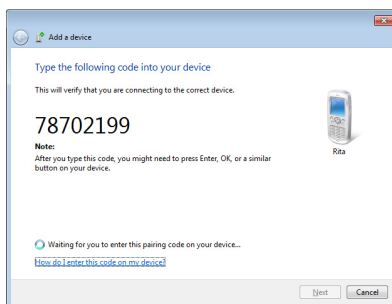 Add a device
Type the following code into your device
This will verify that you are connecting to the correct device.
78702199
Note:
After you type this code, you might need to press Enter, OK, or a similar
button on your device.
Rita
Waiting for you to enter this pairing code on your device...
How do I enter this code on my device?
Next
Cancel